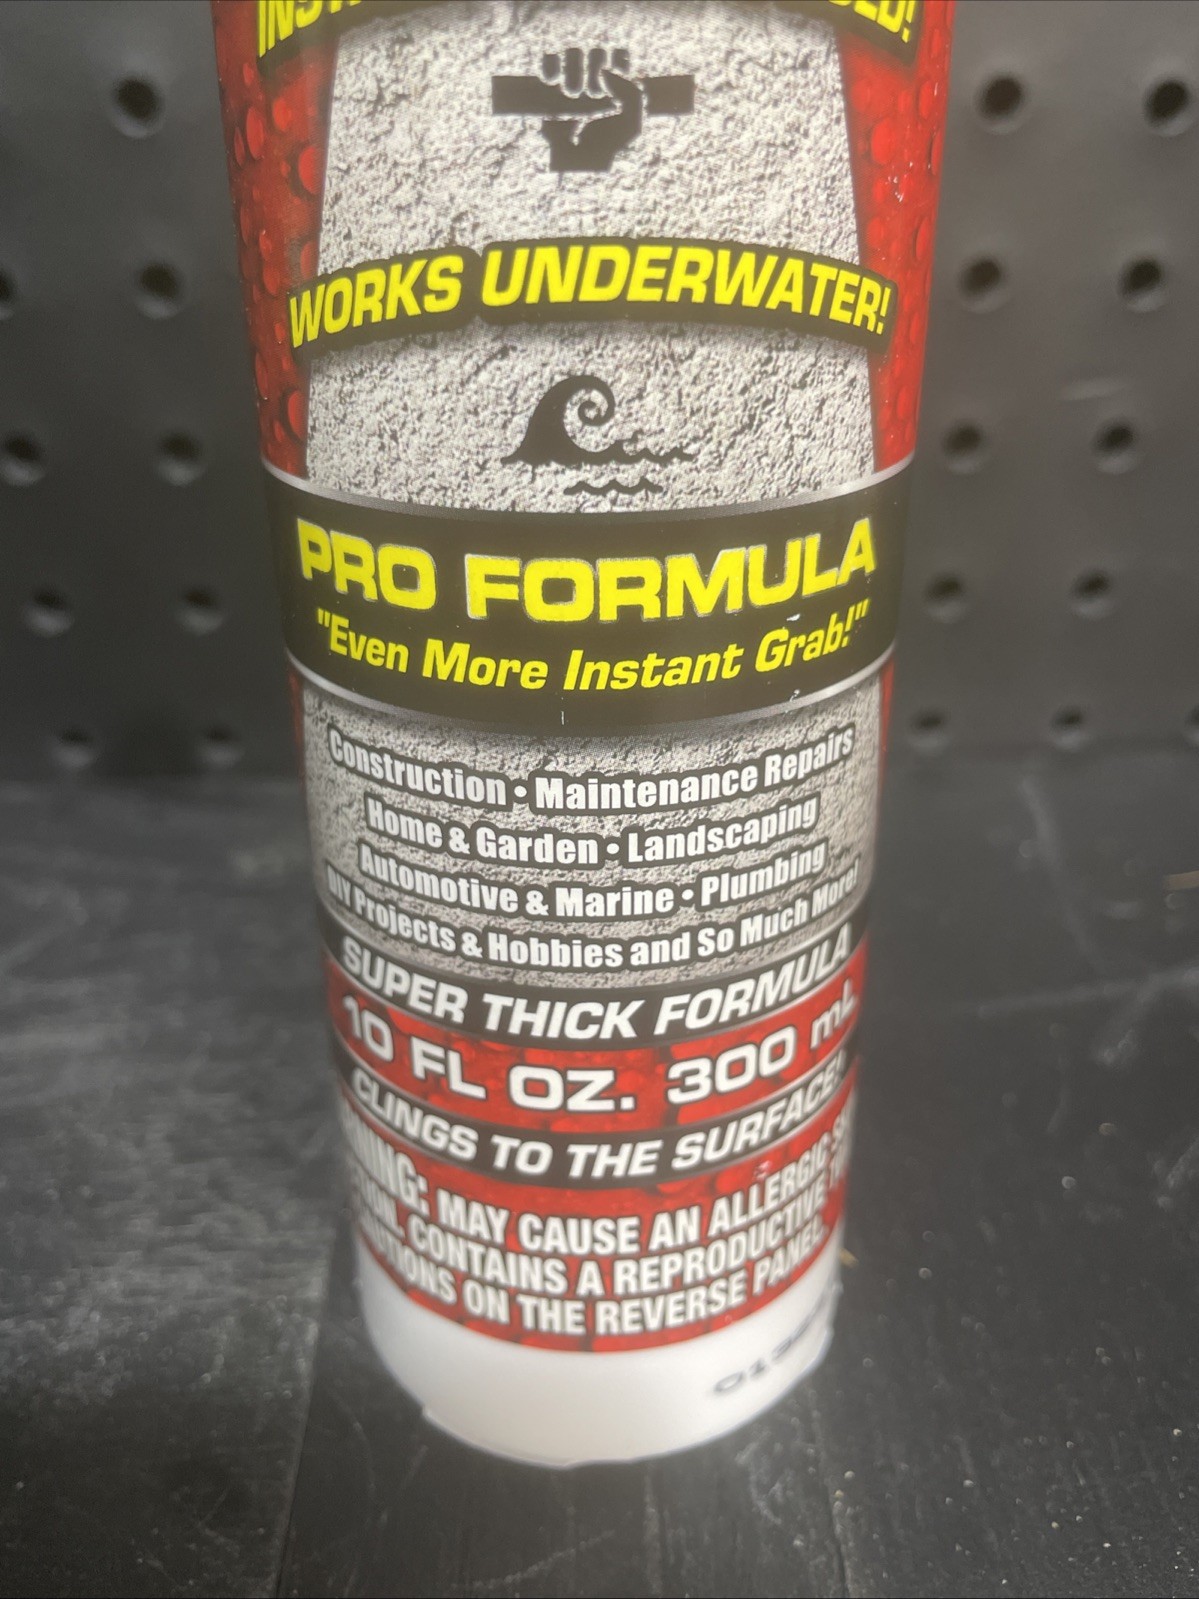 WORKS UNDERWATER!
PRO FORMULA
"Even More Instant Grab!"
Construction • Maintenance Repairs
Home & Garden • Landscaping
Automotive & Marine • Plumbing
DIY Projects & Hobbies and So Much More!
SUPER THICK FORMULA
10 FL OZ. 300 mL
CLINGS TO THE SURFACE!
MAY CAUSE AN ALLERGIC
CONTAINS A REPRODUCTIVE
ON THE REVERSE PANEL